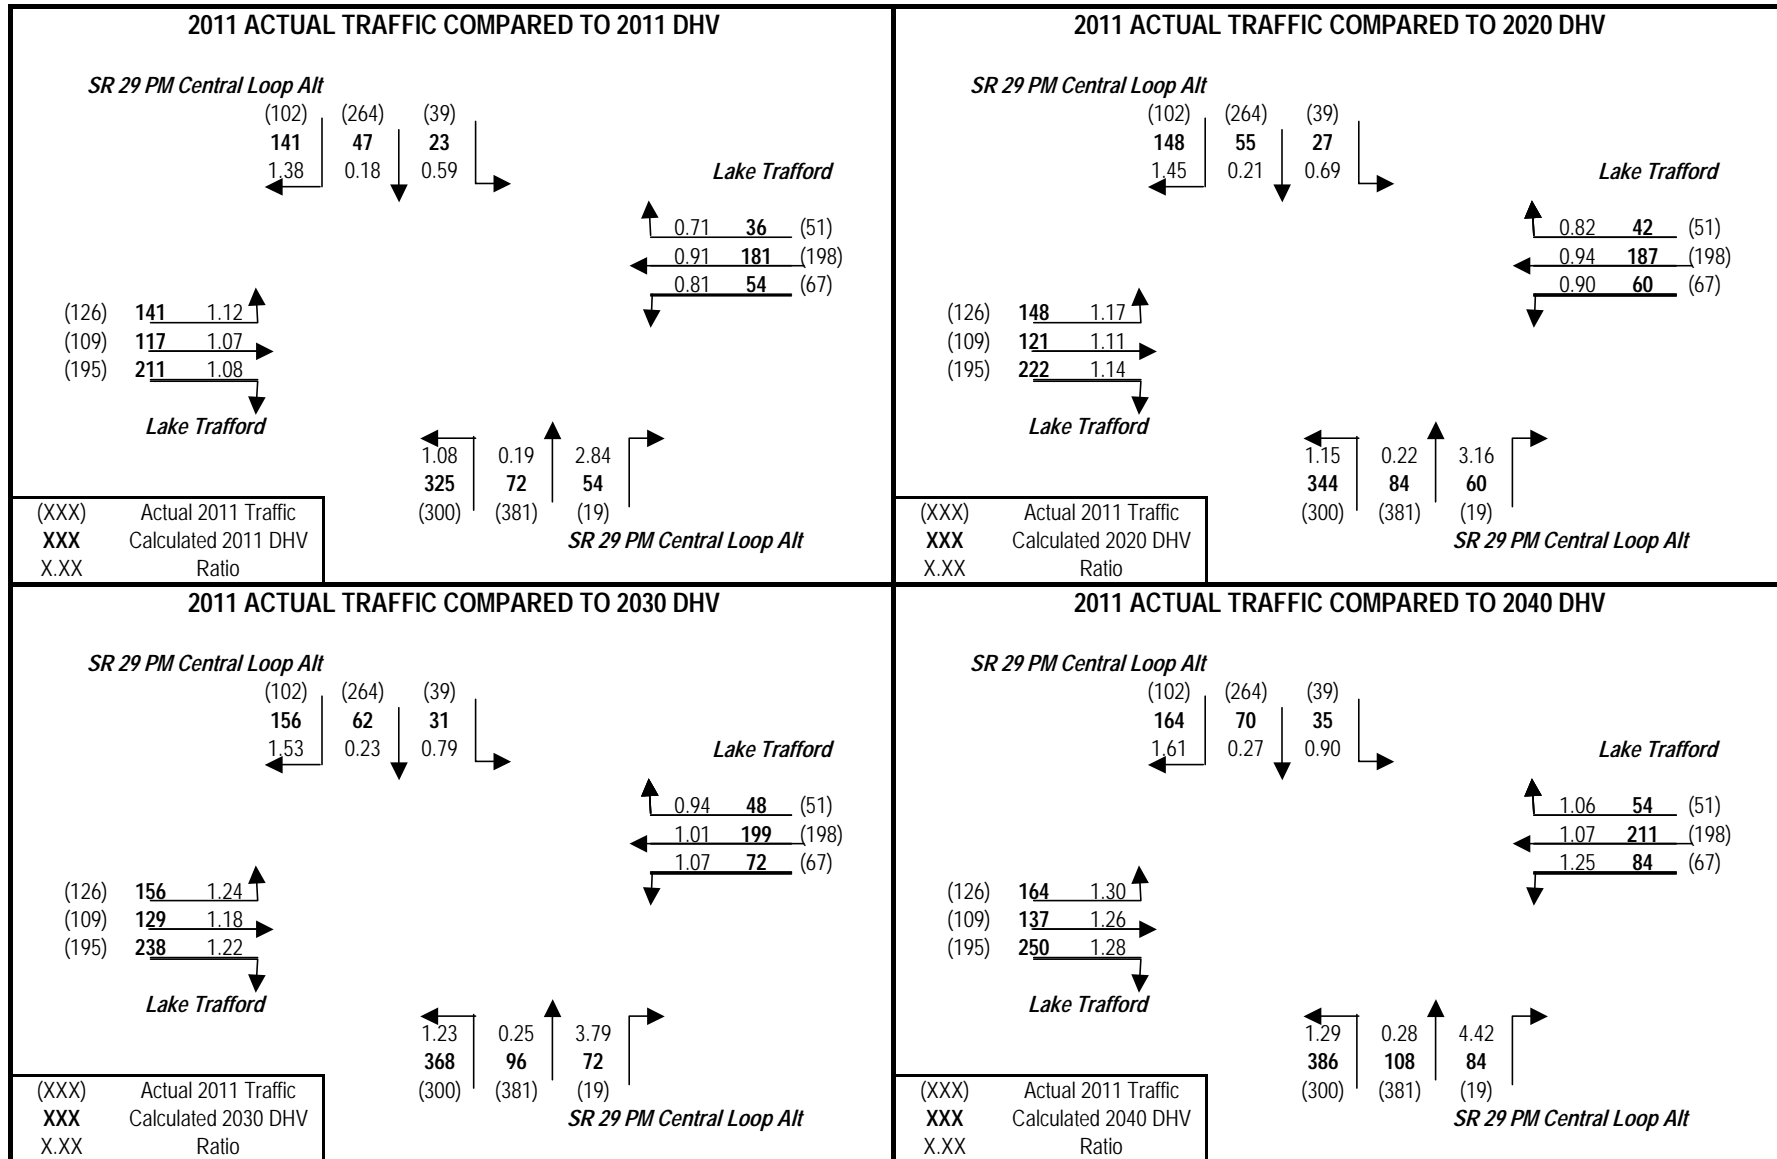 2011 ACTUAL TRAFFIC COMPARED TO 2011 DHV
SR 29 PM Central Loop Alt
(102) (264) (39)
141 47 23
1.38 0.18 0.59
Lake Trafford
0.71 36 (51)
0.91 181 (198)
0.81 54 (67)
(126) 141 1.12
(109) 117 1.07
(195) 211 1.08
Lake Trafford
1.08 0.19 2.84
325 72 54
(300) (381) (19)
SR 29 PM Central Loop Alt
(XXX) Actual 2011 Traffic
XXX Calculated 2011 DHV
X.XX Ratio
2011 ACTUAL TRAFFIC COMPARED TO 2020 DHV
SR 29 PM Central Loop Alt
(102) (264) (39)
148 55 27
1.45 0.21 0.69
Lake Trafford
0.82 42 (51)
0.94 187 (198)
0.90 60 (67)
(126) 148 1.17
(109) 121 1.11
(195) 222 1.14
Lake Trafford
1.15 0.22 3.16
344 84 60
(300) (381) (19)
SR 29 PM Central Loop Alt
(XXX) Actual 2011 Traffic
XXX Calculated 2020 DHV
X.XX Ratio
2011 ACTUAL TRAFFIC COMPARED TO 2030 DHV
SR 29 PM Central Loop Alt
(102) (264) (39)
156 62 31
1.53 0.23 0.79
Lake Trafford
0.94 48 (51)
1.01 199 (198)
1.07 72 (67)
(126) 156 1.24
(109) 129 1.18
(195) 238 1.22
Lake Trafford
1.23 0.25 3.79
368 96 72
(300) (381) (19)
SR 29 PM Central Loop Alt
(XXX) Actual 2011 Traffic
XXX Calculated 2030 DHV
X.XX Ratio
2011 ACTUAL TRAFFIC COMPARED TO 2040 DHV
SR 29 PM Central Loop Alt
(102) (264) (39)
164 70 35
1.61 0.27 0.90
Lake Trafford
1.06 54 (51)
1.07 211 (198)
1.25 84 (67)
(126) 164 1.30
(109) 137 1.26
(195) 250 1.28
Lake Trafford
1.29 0.28 4.42
386 108 84
(300) (381) (19)
SR 29 PM Central Loop Alt
(XXX) Actual 2011 Traffic
XXX Calculated 2040 DHV
X.XX Ratio